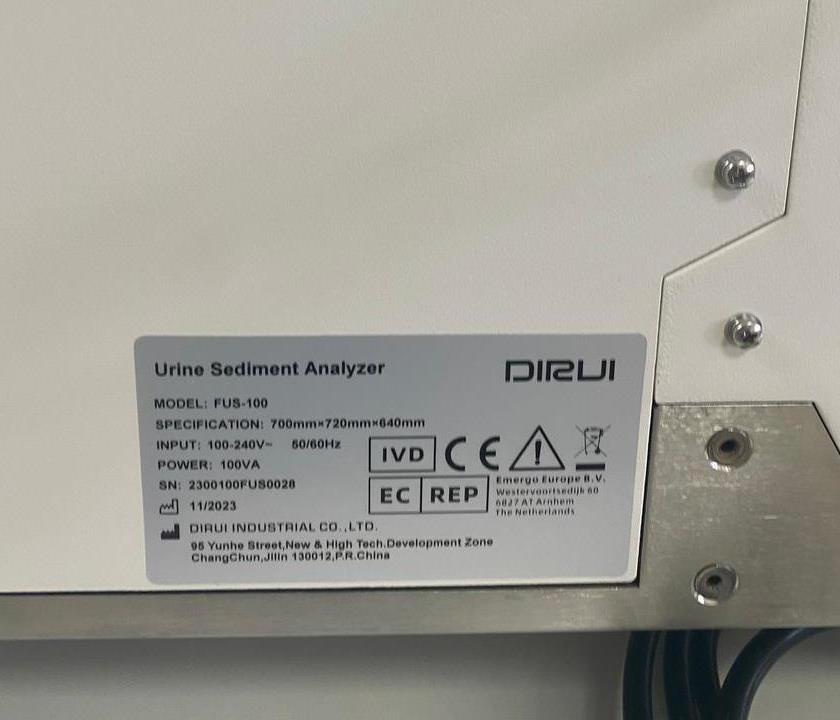 Urine Sediment Analyzer
DIRUI
MODEL: FUS-100
SPECIFICATION: 700mm×720mm×640mm
INPUT: 100-240V~ 50/60Hz
POWER: 100VA
SN: 2300100FUS0028
11/2023
IVD
CE
EC REP
Emergo Europe B.V.
Westervoortsedijk 60
6827 AT Arnhem
The Netherlands
DIRUI INDUSTRIAL CO.,LTD.
95 Yunhe Street,New & High Tech.Development Zone
ChangChun,Jilin 130012,P.R.China